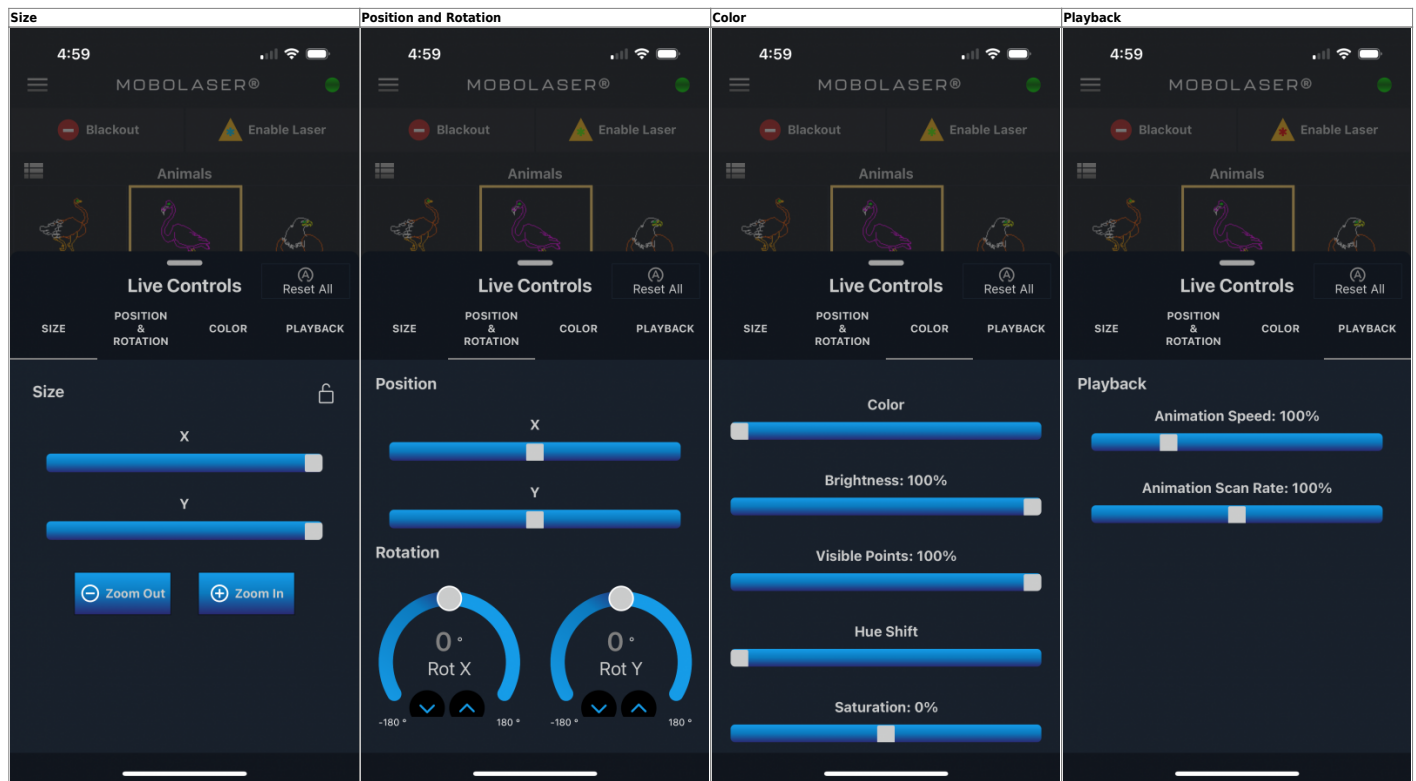 Size
Position and Rotation
Color
Playback
4:59
MOBOLASER®
Blackout
Enable Laser
Animals
Live Controls
A
Reset All
SIZE
POSITION
&
ROTATION
COLOR
PLAYBACK
Size
X
Y
Zoom Out
Zoom In
4:59
MOBOLASER®
Blackout
Enable Laser
Animals
Live Controls
A
Reset All
SIZE
POSITION
&
ROTATION
COLOR
PLAYBACK
Position
X
Y
Rotation
0 °
Rot X
-180 °
180 °
0 °
Rot Y
-180 °
180 °
4:59
MOBOLASER®
Blackout
Enable Laser
Animals
Live Controls
A
Reset All
SIZE
POSITION
&
ROTATION
COLOR
PLAYBACK
Color
Brightness: 100%
Visible Points: 100%
Hue Shift
Saturation: 0%
4:59
MOBOLASER®
Blackout
Enable Laser
Animals
Live Controls
A
Reset All
SIZE
POSITION
&
ROTATION
COLOR
PLAYBACK
Playback
Animation Speed: 100%
Animation Scan Rate: 100%